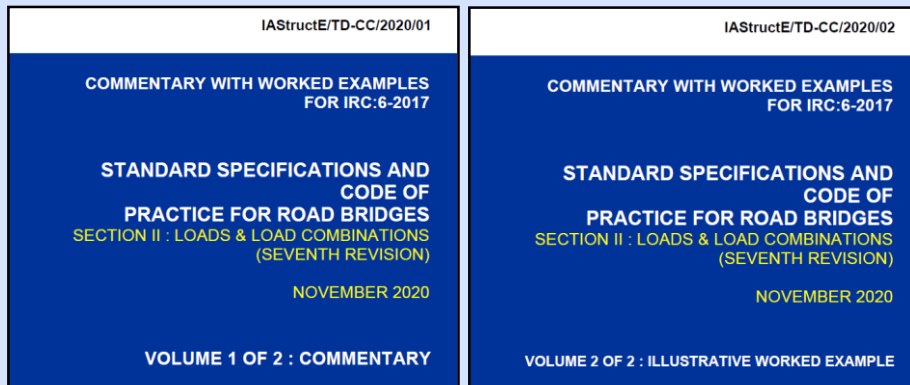 IAStructE/TD-CC/2020/01
COMMENTARY WITH WORKED EXAMPLES
FOR IRC:6-2017
STANDARD SPECIFICATIONS AND
CODE OF
PRACTICE FOR ROAD BRIDGES
SECTION II : LOADS & LOAD COMBINATIONS
(SEVENTH REVISION)
NOVEMBER 2020
VOLUME 1 OF 2 : COMMENTARY
IAStructE/TD-CC/2020/02
COMMENTARY WITH WORKED EXAMPLES
FOR IRC:6-2017
STANDARD SPECIFICATIONS AND
CODE OF
PRACTICE FOR ROAD BRIDGES
SECTION II : LOADS & LOAD COMBINATIONS
(SEVENTH REVISION)
NOVEMBER 2020
VOLUME 2 OF 2 : ILLUSTRATIVE WORKED EXAMPLE